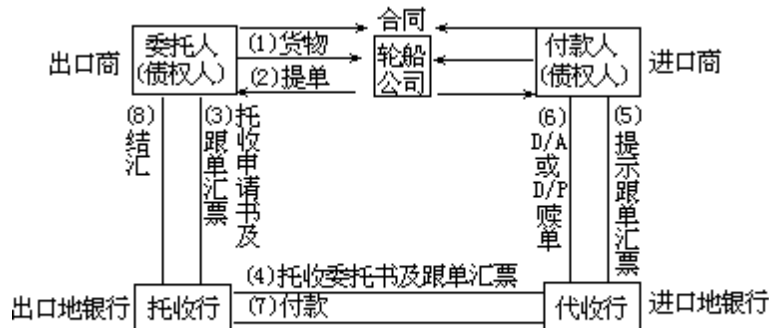 合同
出口商
委托人
(债权人)
(1)货物
(2)提单
轮船
公司
付款人
(债权人)
进口商
(8)
结汇
(3)
跟单汇票
托收申请书及
(6)
D/A
或
D/P
赎单
(5)
提示跟单汇票
出口地银行
托收行
(4)托收委托书及跟单汇票
(7)付款
代收行
进口地银行